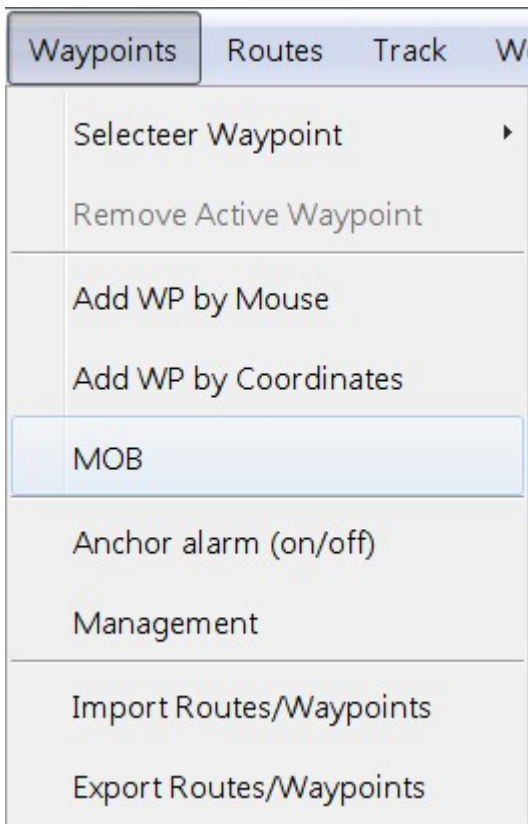 Waypoints Routes Track
Selecteer Waypoint
Remove Active Waypoint
Add WP by Mouse
Add WP by Coordinates
MOB
Anchor alarm (on/off)
Management
Import Routes/Waypoints
Export Routes/Waypoints